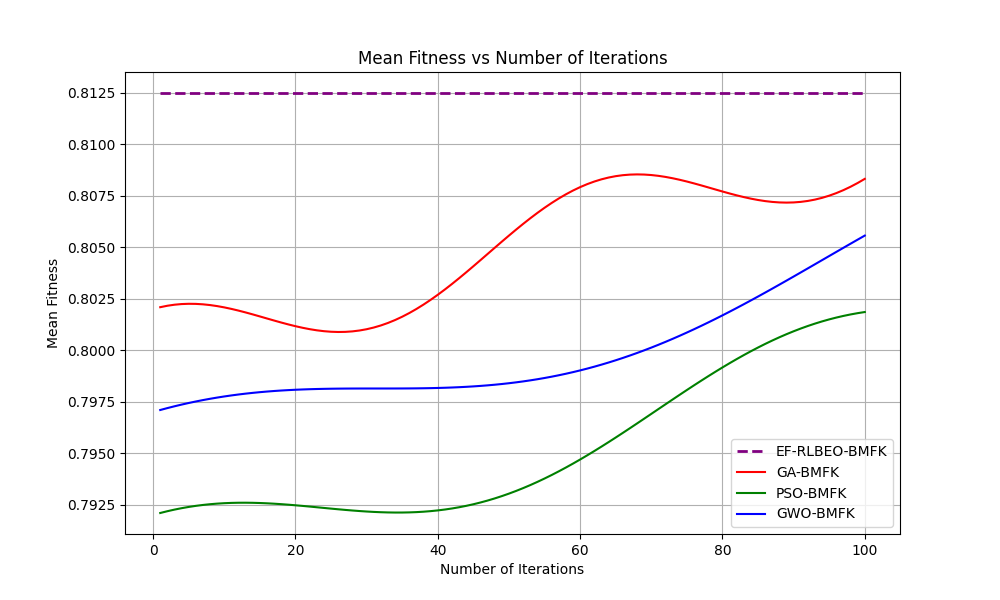 Mean Fitness vs Number of Iterations
Mean Fitness
0.8125
0.8100
0.8075
0.8050
0.8025
0.8000
0.7975
0.7950
0.7925
0 20 40 60 80 100
Number of Iterations
EF-RLBEO-BMFK
GA-BMFK
PSO-BMFK
GWO-BMFK